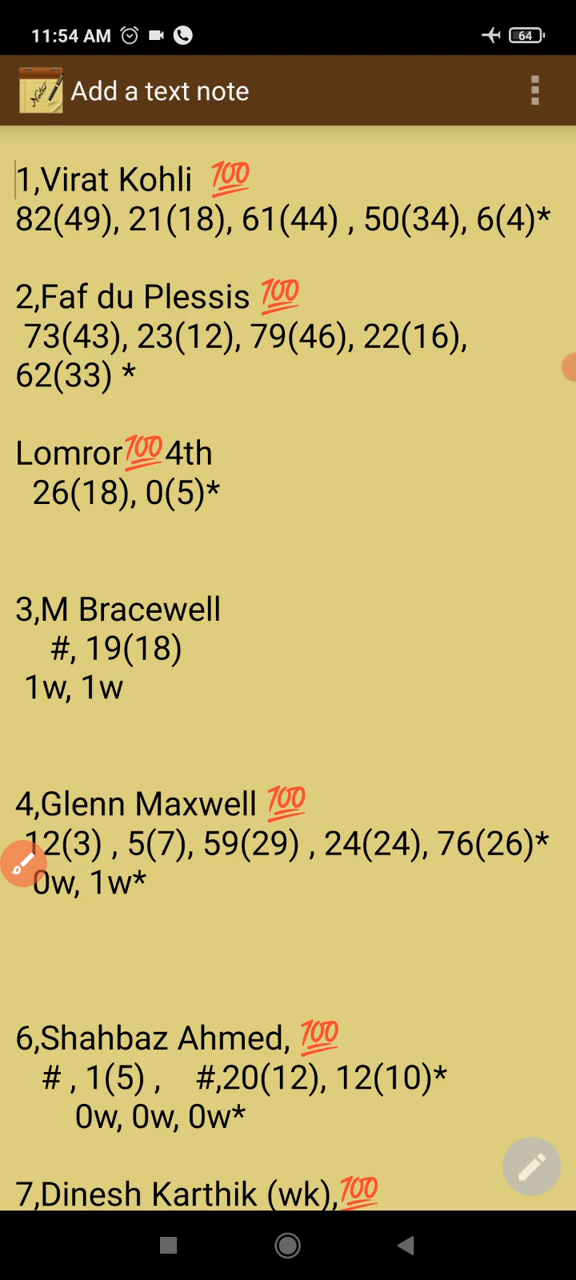 11:54 AM
64
Notes
Add a text note
1,Virat Kohli 💯
82(49), 21(18), 61(44) , 50(34), 6(4)*
2,Faf du Plessis 💯
73(43), 23(12), 79(46), 22(16),
62(33) *
Lomror💯4th
26(18), 0(5)*
3,M Bracewell
#, 19(18)
1w, 1w
4,Glenn Maxwell 💯
12(3) , 5(7), 59(29) , 24(24), 76(26)*
0w, 1w*
6,Shahbaz Ahmed, 💯
# , 1(5) , #,20(12), 12(10)*
0w, 0w, 0w*
7,Dinesh Karthik (wk),💯